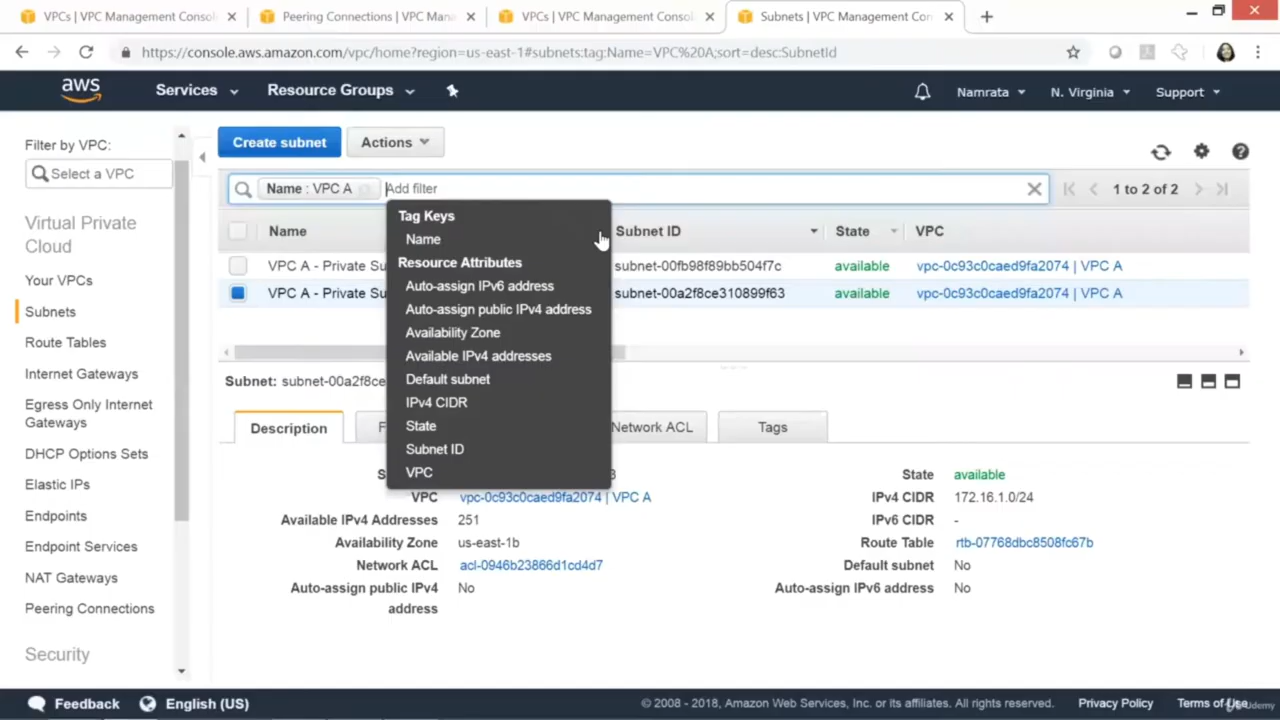 VPCs | VPC Management Consol
Peering Connections | VPC Mana
VPCs | VPC Management Consol
Subnets | VPC Management Con
https://console.aws.amazon.com/vpc/home?region=us-east-1#subnets:tag:Name=VPC%20A;sort=desc:SubnetId
aws Services Resource Groups Namrata N. Virginia Support
Filter by VPC:
Select a VPC
Virtual Private
Cloud
Your VPCs
Subnets
Route Tables
Internet Gateways
Egress Only Internet
Gateways
DHCP Options Sets
Elastic IPs
Endpoints
Endpoint Services
NAT Gateways
Peering Connections
Security
Create subnet Actions
Name : VPC A Add filter 1 to 2 of 2
Name Subnet ID State VPC
VPC A - Private Su subnet-00fb98f89bb504f7c available vpc-0c93c0caed9fa2074 | VPC A
VPC A - Private Su subnet-00a2f8ce310899f63 available vpc-0c93c0caed9fa2074 | VPC A
Tag Keys
Name
Resource Attributes
Auto-assign IPv6 address
Auto-assign public IPv4 address
Availability Zone
Available IPv4 addresses
Default subnet
IPv4 CIDR
State
Subnet ID
VPC
Subnet: subnet-00a2f8ce
Description F Network ACL Tags
S 3 State available
VPC vpc-0c93c0caed9fa2074 | VPC A IPv4 CIDR 172.16.1.0/24
Available IPv4 Addresses 251 IPv6 CIDR -
Availability Zone us-east-1b Route Table rtb-07768dbc8508fc67b
Network ACL acl-0946b23866d1cd4d7 Default subnet No
Auto-assign public IPv4 No Auto-assign IPv6 address No
address
Feedback English (US) © 2008 - 2018, Amazon Web Services, Inc. or its affiliates. All rights reserved. Privacy Policy Terms of Use
Udemy